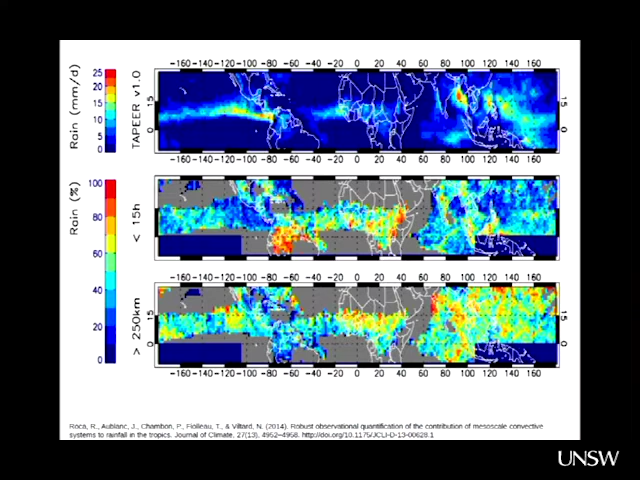 −160 −140 −120 −100 −80 −60 −40 −20 0 20 40 60 80 100 120 140 160
Rain (mm/d)
25
20
15
10
5
0
TAPEER v1.0
15
0
15
0
−160 −140 −120 −100 −80 −60 −40 −20 0 20 40 60 80 100 120 140 160
Rain (%)
100
80
60
40
20
0
< 15h
−160 −140 −120 −100 −80 −60 −40 −20 0 20 40 60 80 100 120 140 160
> 250km
15
0
15
0
−160 −140 −120 −100 −80 −60 −40 −20 0 20 40 60 80 100 120 140 160
Roca, R., Aublanc, J., Chambon, P., Fiolleau, T., & Viltard, N. (2014). Robust observational quantification of the contribution of mesoscale convective
systems to rainfall in the tropics. Journal of Climate, 27(13), 4952–4958. http://doi.org/10.1175/JCLI-D-13-00628.1
UNSW